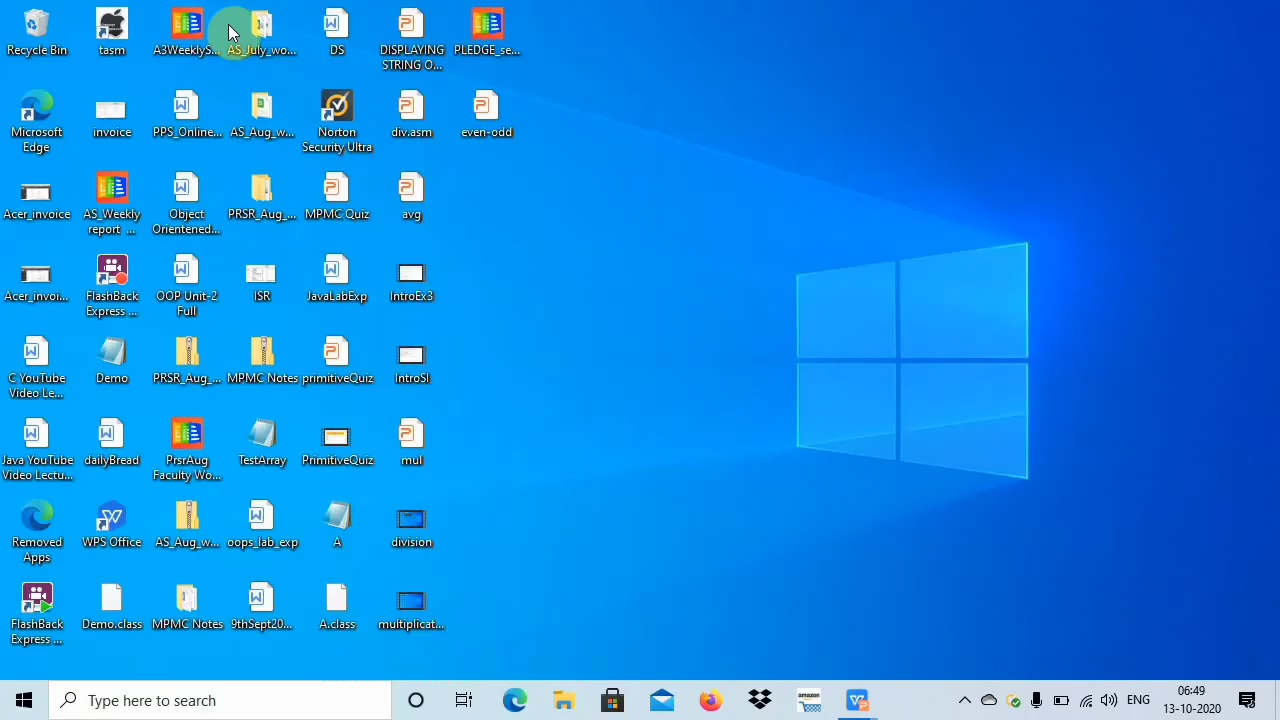 Recycle Bin
tasm
A3WeeklyS...
AS_July_wo...
DS
DISPLAYING
STRING O...
PLEDGE_se...
Microsoft
Edge
invoice
PPS_Online...
AS_Aug_w...
Norton
Security Ultra
div.asm
even-odd
Acer_invoice
AS_Weekly
report_...
Object
Orientened...
PRSR_Aug_...
MPMC Quiz
avg
Acer_invoi...
FlashBack
Express ...
OOP Unit-2
Full
ISR
JavaLabExp
IntroEx3
C YouTube
Video Le...
Demo
PRSR_Aug_...
MPMC Notes
primitiveQuiz
IntroSI
Java YouTube
Video Lectu...
dailyBread
PrsrAug
Faculty Wo...
TestArray
PrimitiveQuiz
mul
Removed
Apps
WPS Office
AS_Aug_w...
oops_lab_exp
A
division
FlashBack
Express ...
Demo.class
MPMC Notes
9thSept20...
A.class
multiplicat...
Type here to search
amazon
ENG
06:49
13-10-2020